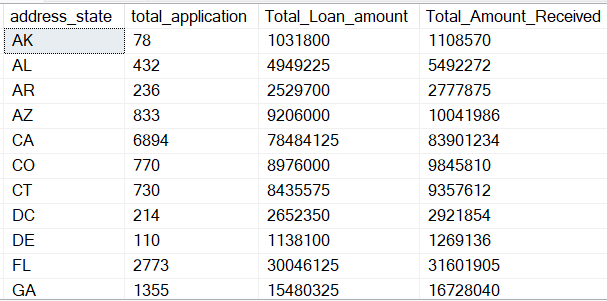 address_state total_application Total_Loan_amount Total_Amount_Received
AK 78 1031800 1108570
AL 432 4949225 5492272
AR 236 2529700 2777875
AZ 833 9206000 10041986
CA 6894 78484125 83901234
CO 770 8976000 9845810
CT 730 8435575 9357612
DC 214 2652350 2921854
DE 110 1138100 1269136
FL 2773 30046125 31601905
GA 1355 15480325 16728040